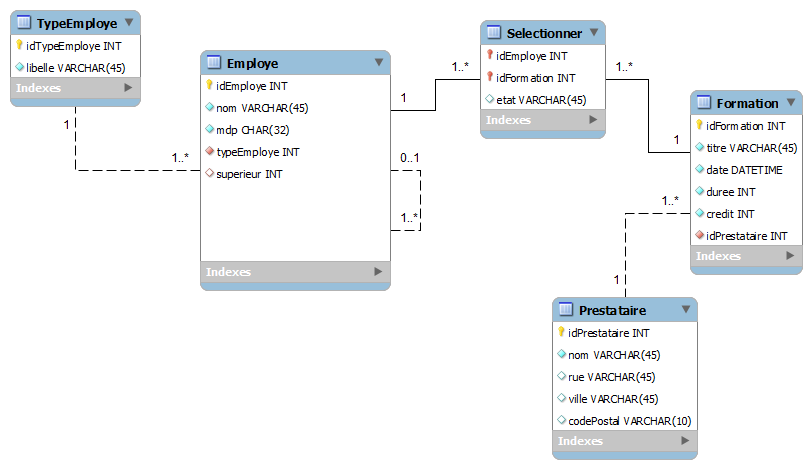 TypeEmploye
idTypeEmploye INT
libelle VARCHAR(45)
Indexes
1
1..*
Employe
idEmploye INT
nom VARCHAR(45)
mdp CHAR(32)
typeEmploye INT
superieur INT
Indexes
1
1..*
0..1
1..*
Selectionner
idEmploye INT
idFormation INT
etat VARCHAR(45)
Indexes
1..*
1
Formation
idFormation INT
titre VARCHAR(45)
date DATETIME
duree INT
credit INT
idPrestataire INT
Indexes
1..*
1
Prestataire
idPrestataire INT
nom VARCHAR(45)
rue VARCHAR(45)
ville VARCHAR(45)
codePostal VARCHAR(10)
Indexes